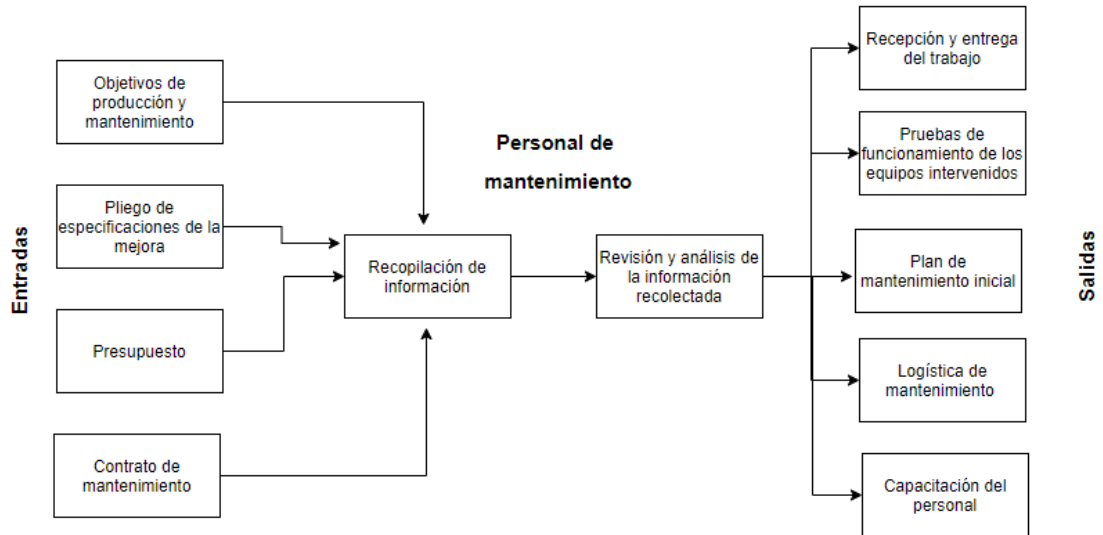 Entradas
Objetivos de
producción y
mantenimiento
Pliego de
especificaciones de la
mejora
Presupuesto
Contrato de
mantenimiento
Personal de
mantenimiento
Recopilación de
información
Revisión y análisis de
la información
recolectada
Recepción y entrega
del trabajo
Pruebas de
funcionamiento de los
equipos intervenidos
Plan de
mantenimiento inicial
Logística de
mantenimiento
Capacitación del
personal
Salidas